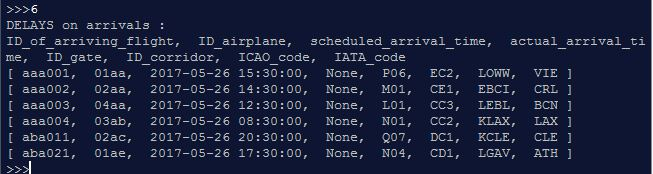 >>>6
DELAYS on arrivals :
ID_of_arriving_flight,  ID_airplane,  scheduled_arrival_time,  actual_arrival_ti
me,  ID_gate,  ID_corridor,  ICAO_code,  IATA_code
[ aaa001,  01aa,  2017-05-26 15:30:00,  None,  P06,  EC2,  LOWW,  VIE ]
[ aaa002,  02aa,  2017-05-26 14:30:00,  None,  M01,  CE1,  EBCI,  CRL ]
[ aaa003,  04aa,  2017-05-26 12:30:00,  None,  L01,  CC3,  LEBL,  BCN ]
[ aaa004,  03ab,  2017-05-26 08:30:00,  None,  N01,  CC2,  KLAX,  LAX ]
[ aba011,  02ac,  2017-05-26 20:30:00,  None,  Q07,  DC1,  KCLE,  CLE ]
[ aba021,  01ae,  2017-05-26 17:30:00,  None,  N04,  CD1,  LGAV,  ATH ]
>>>